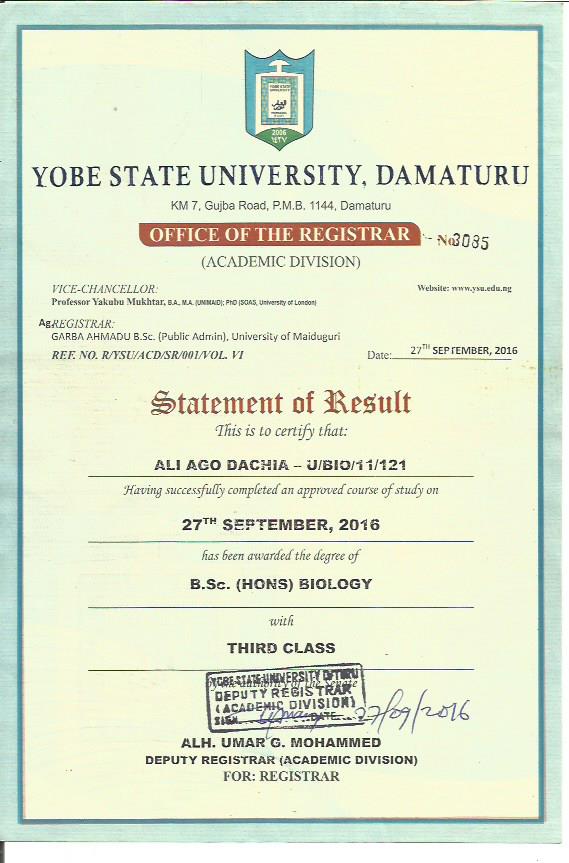 YOBE STATE
UNIVERSITY
2006
YOBE STATE UNIVERSITY, DAMATURU
KM 7, Gujba Road, P.M.B. 1144, Damaturu
OFFICE OF THE REGISTRAR
No 3085
(ACADEMIC DIVISION)
VICE-CHANCELLOR:
Professor Yakubu Mukhtar, B.A., M.A. (UNIMAID); PhD (SOAS, University of London)
Website: www.ysu.edu.ng
Ag. REGISTRAR:
GARBA AHMADU B.Sc. (Public Admin), University of Maiduguri
REF. NO. R/YSU/ACD/SR/001/VOL. VI
Date: 27TH SEPTEMBER, 2016
Statement of Result
This is to certify that:
ALI AGO DACHIA – U/BIO/11/121
Having successfully completed an approved course of study on
27TH SEPTEMBER, 2016
has been awarded the degree of
B.Sc. (HONS) BIOLOGY
with
THIRD CLASS
by the authority of the Senate
YOBE STATE UNIVERSITY D/TURU
DEPUTY REGISTRAR
(ACADEMIC DIVISION)
SIGN. DATE 27/09/2016
ALH. UMAR G. MOHAMMED
DEPUTY REGISTRAR (ACADEMIC DIVISION)
FOR: REGISTRAR